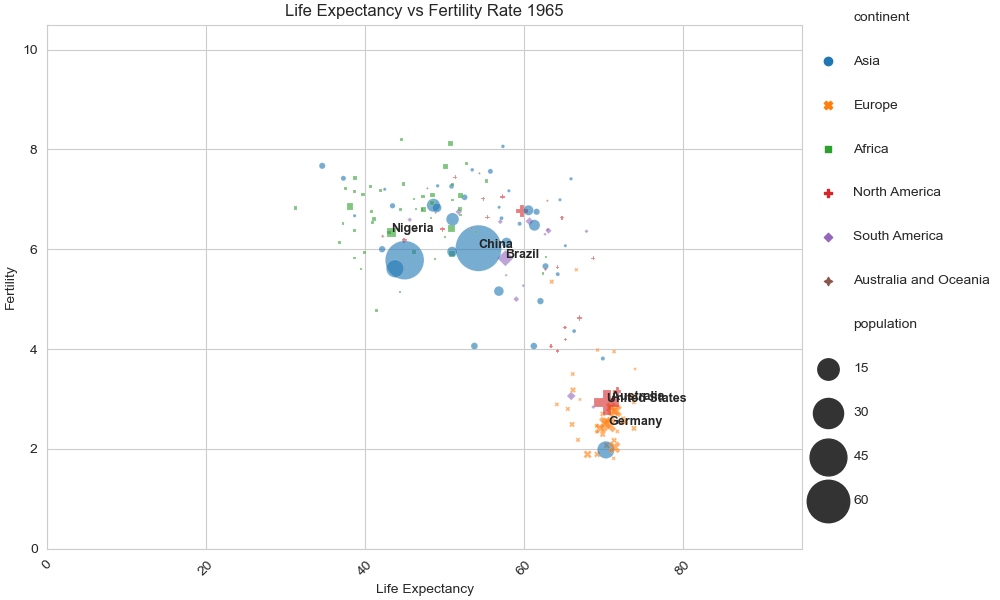 Life Expectancy vs Fertility Rate 1965
continent
10
Asia
Europe
8
Africa
North America
Nigeria
South America
China
6
Brazil
Australia and Oceania
Fertility
population
4
15
Australia
United States
30
Germany
2
45
60
0
0
20
40
60
80
Life Expectancy